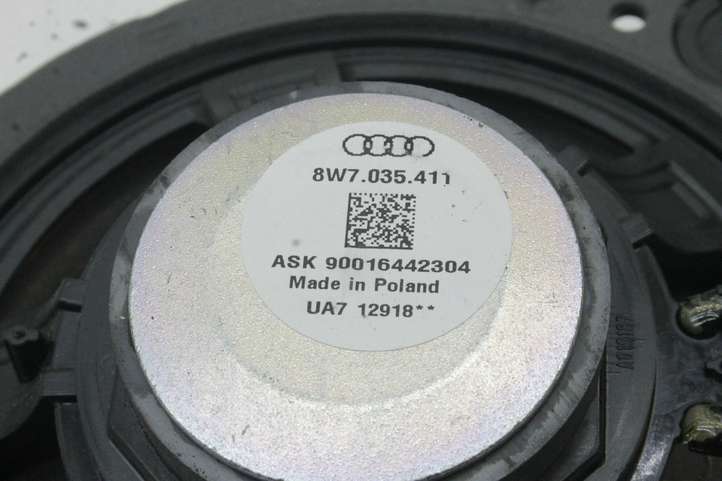 8W7.035.411
ASK 90016442304
Made in Poland
UA7 12918**